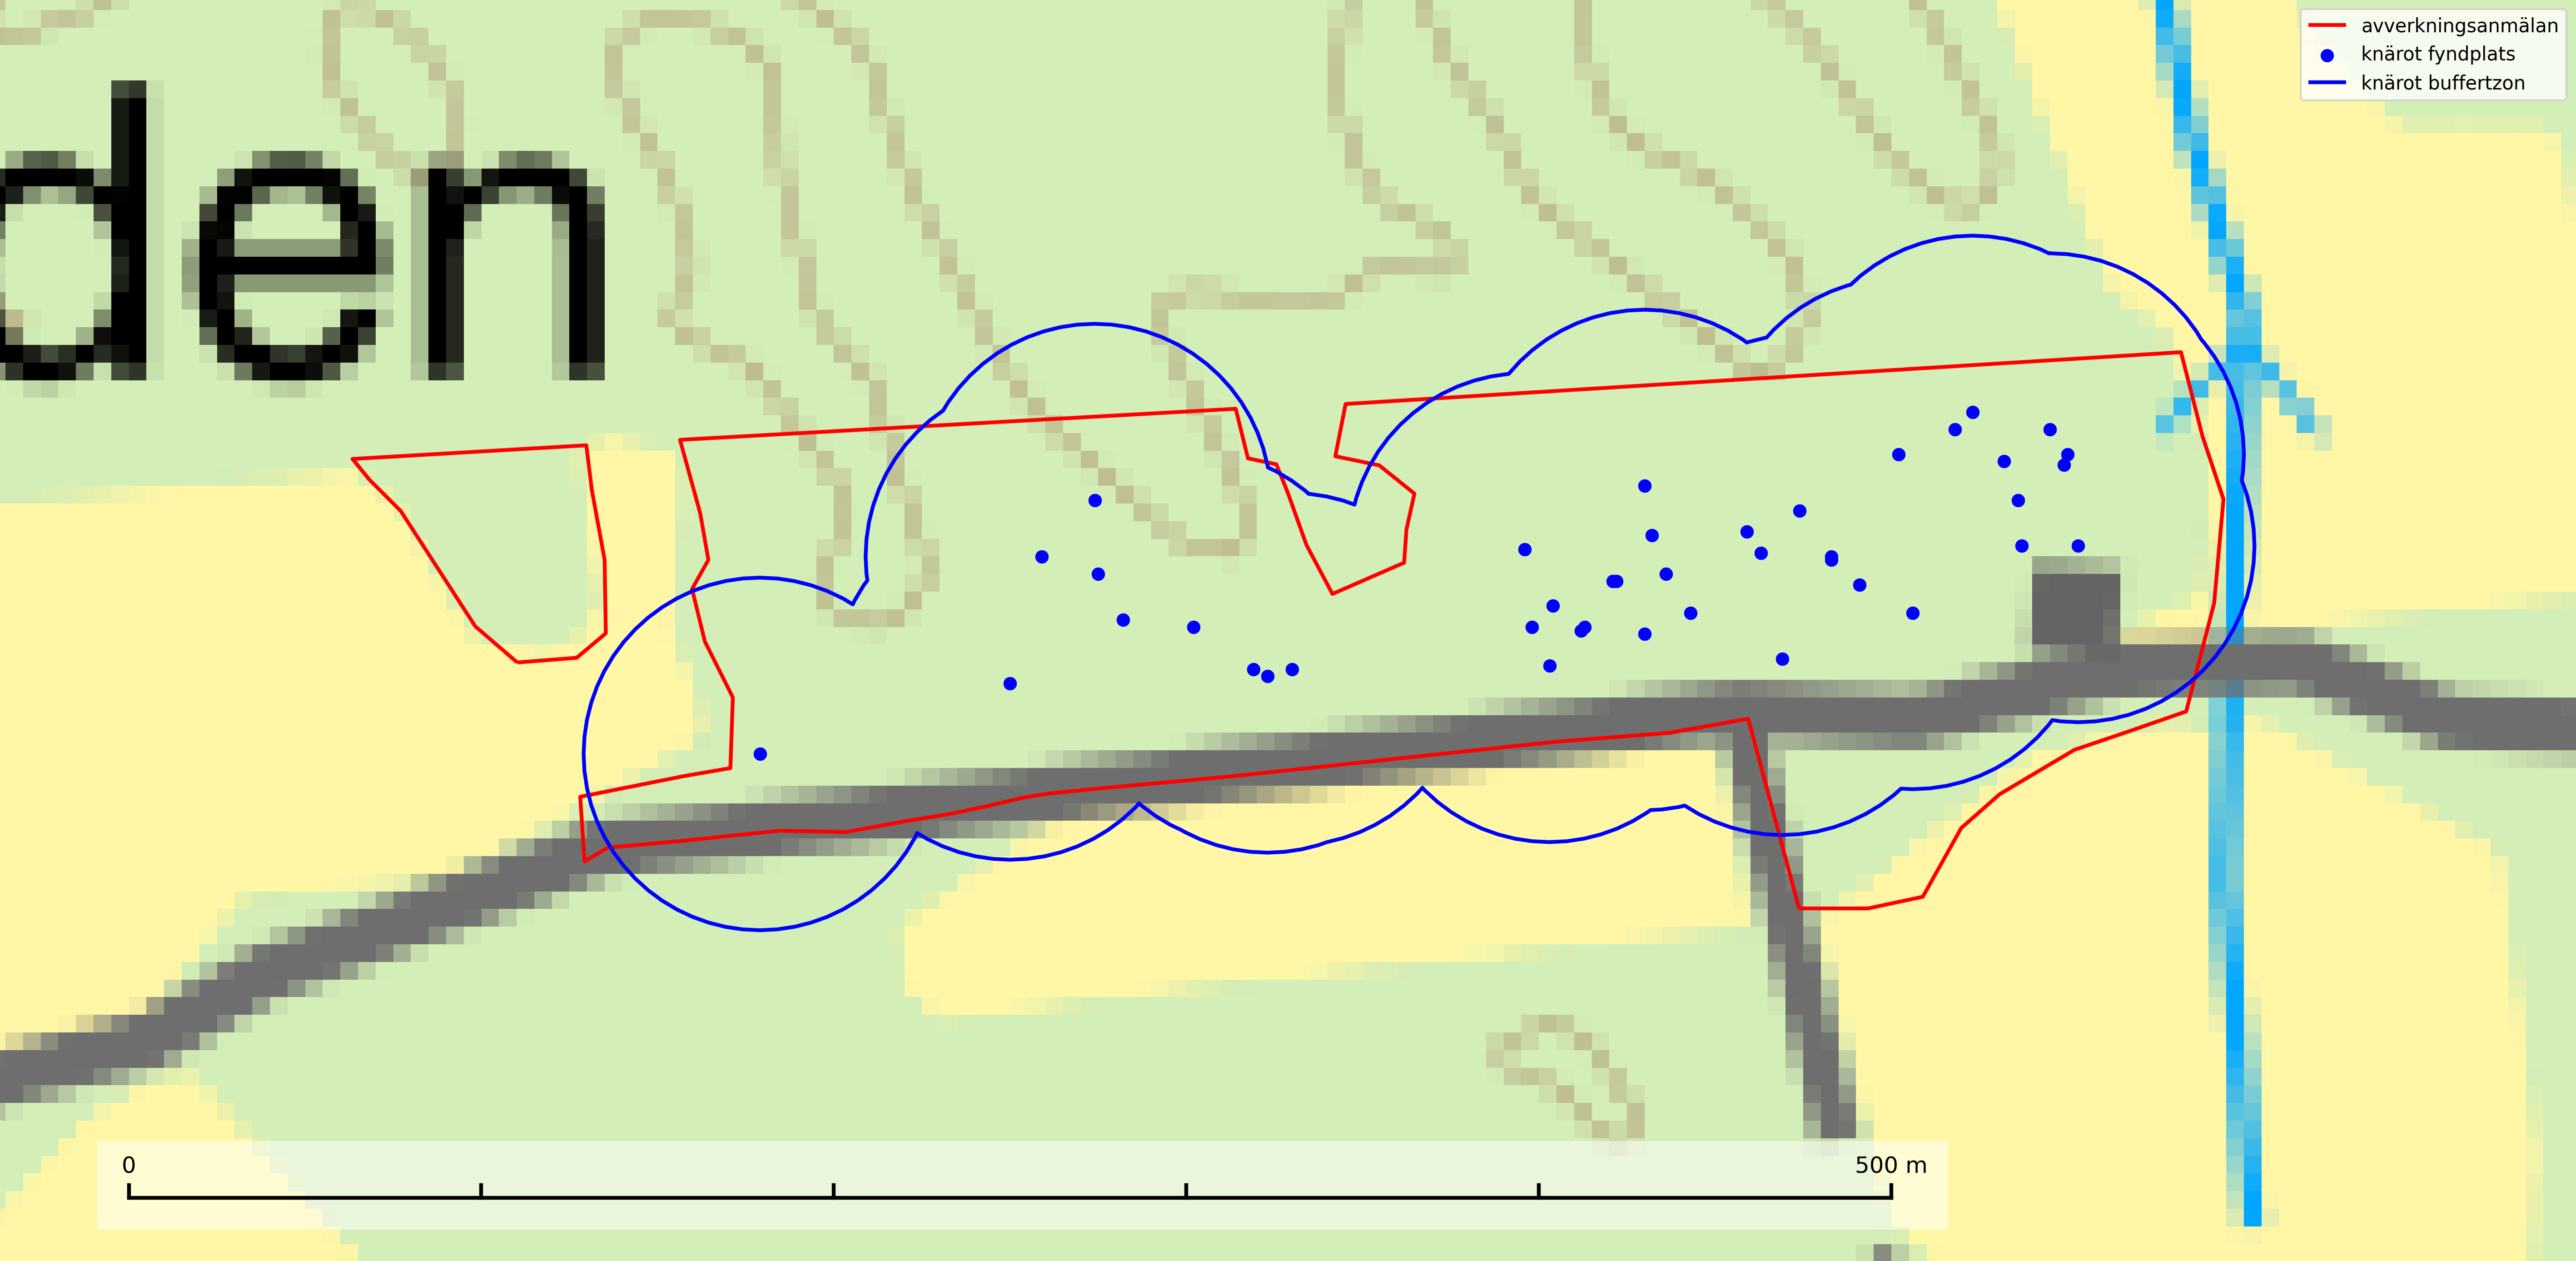 avverkningsanmälan
knärot fyndplats
knärot buffertzon
den
0 500 m